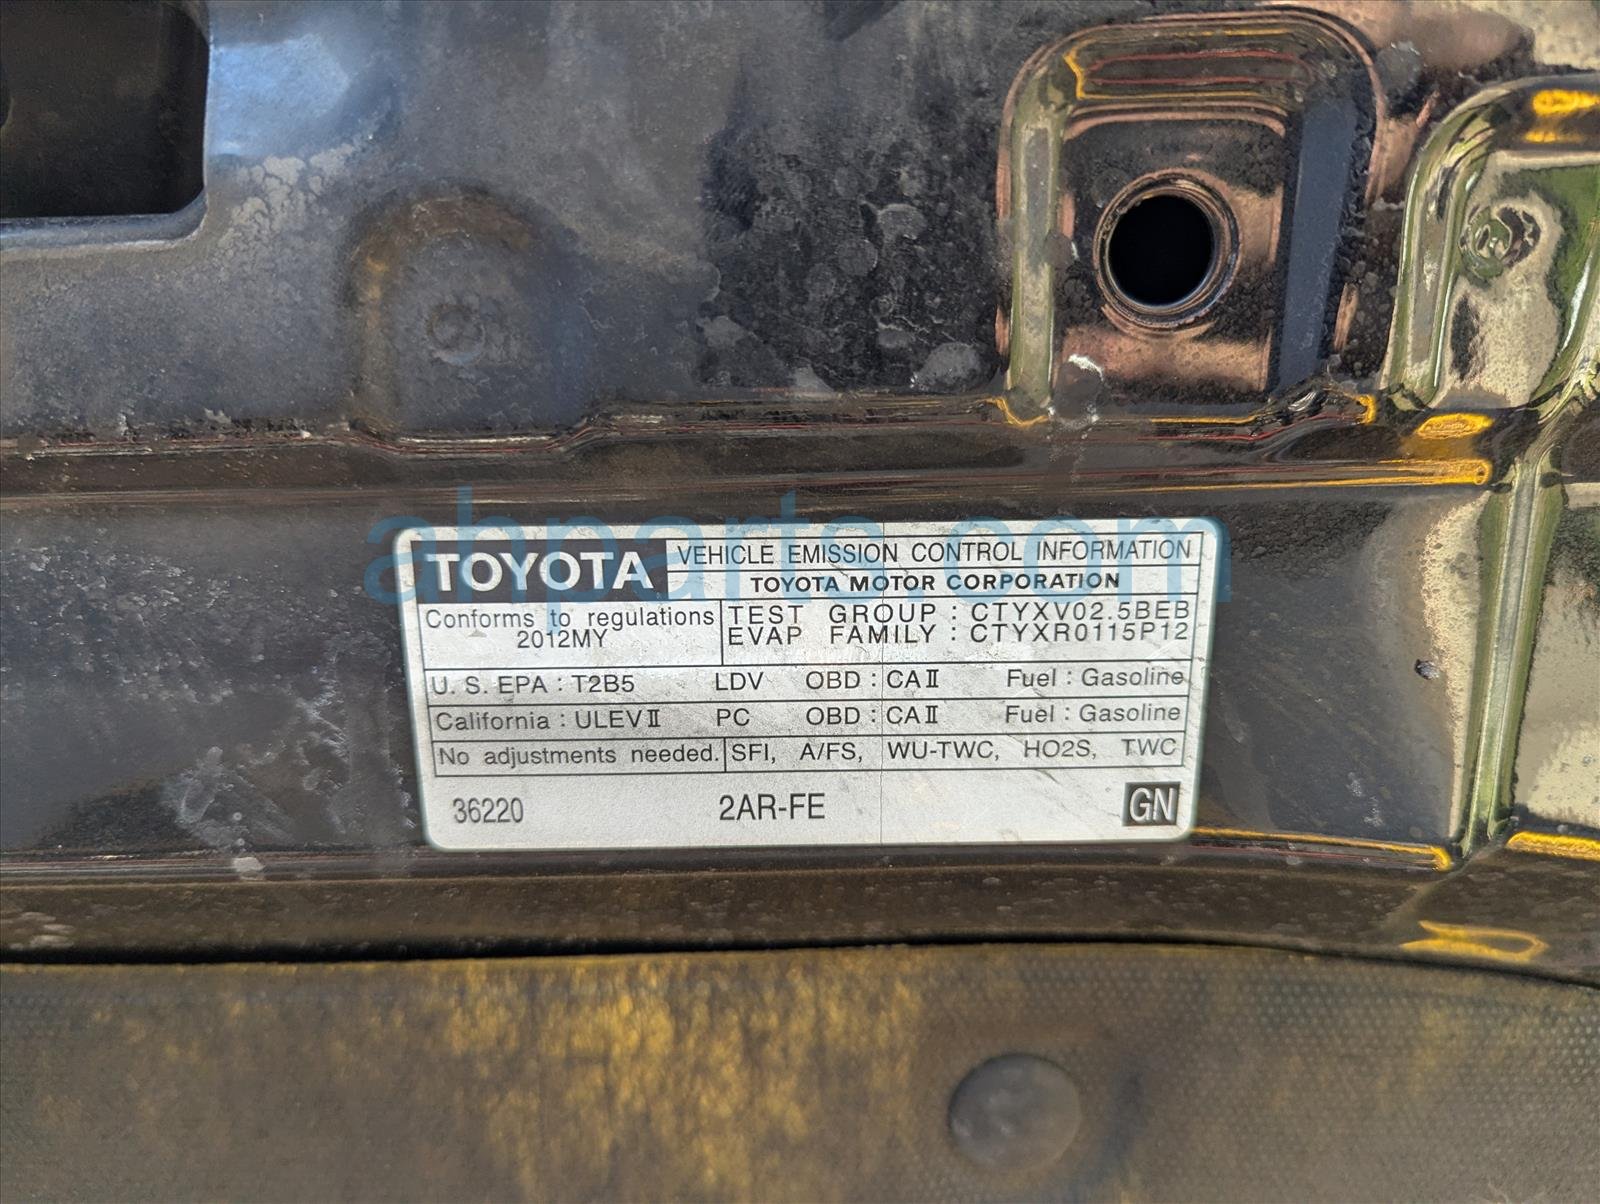 ahparts.com
TOYOTA VEHICLE EMISSION CONTROL INFORMATION
TOYOTA MOTOR CORPORATION
Conforms to regulations TEST GROUP : CTYXV02.5BEB
2012MY EVAP FAMILY : CTYXR0115P12
U. S. EPA : T2B5 LDV OBD : CAⅡ Fuel : Gasoline
California : ULEVⅡ PC OBD : CAⅡ Fuel : Gasoline
No adjustments needed. SFI, A/FS, WU-TWC, HO2S, TWC
36220 2AR-FE GN